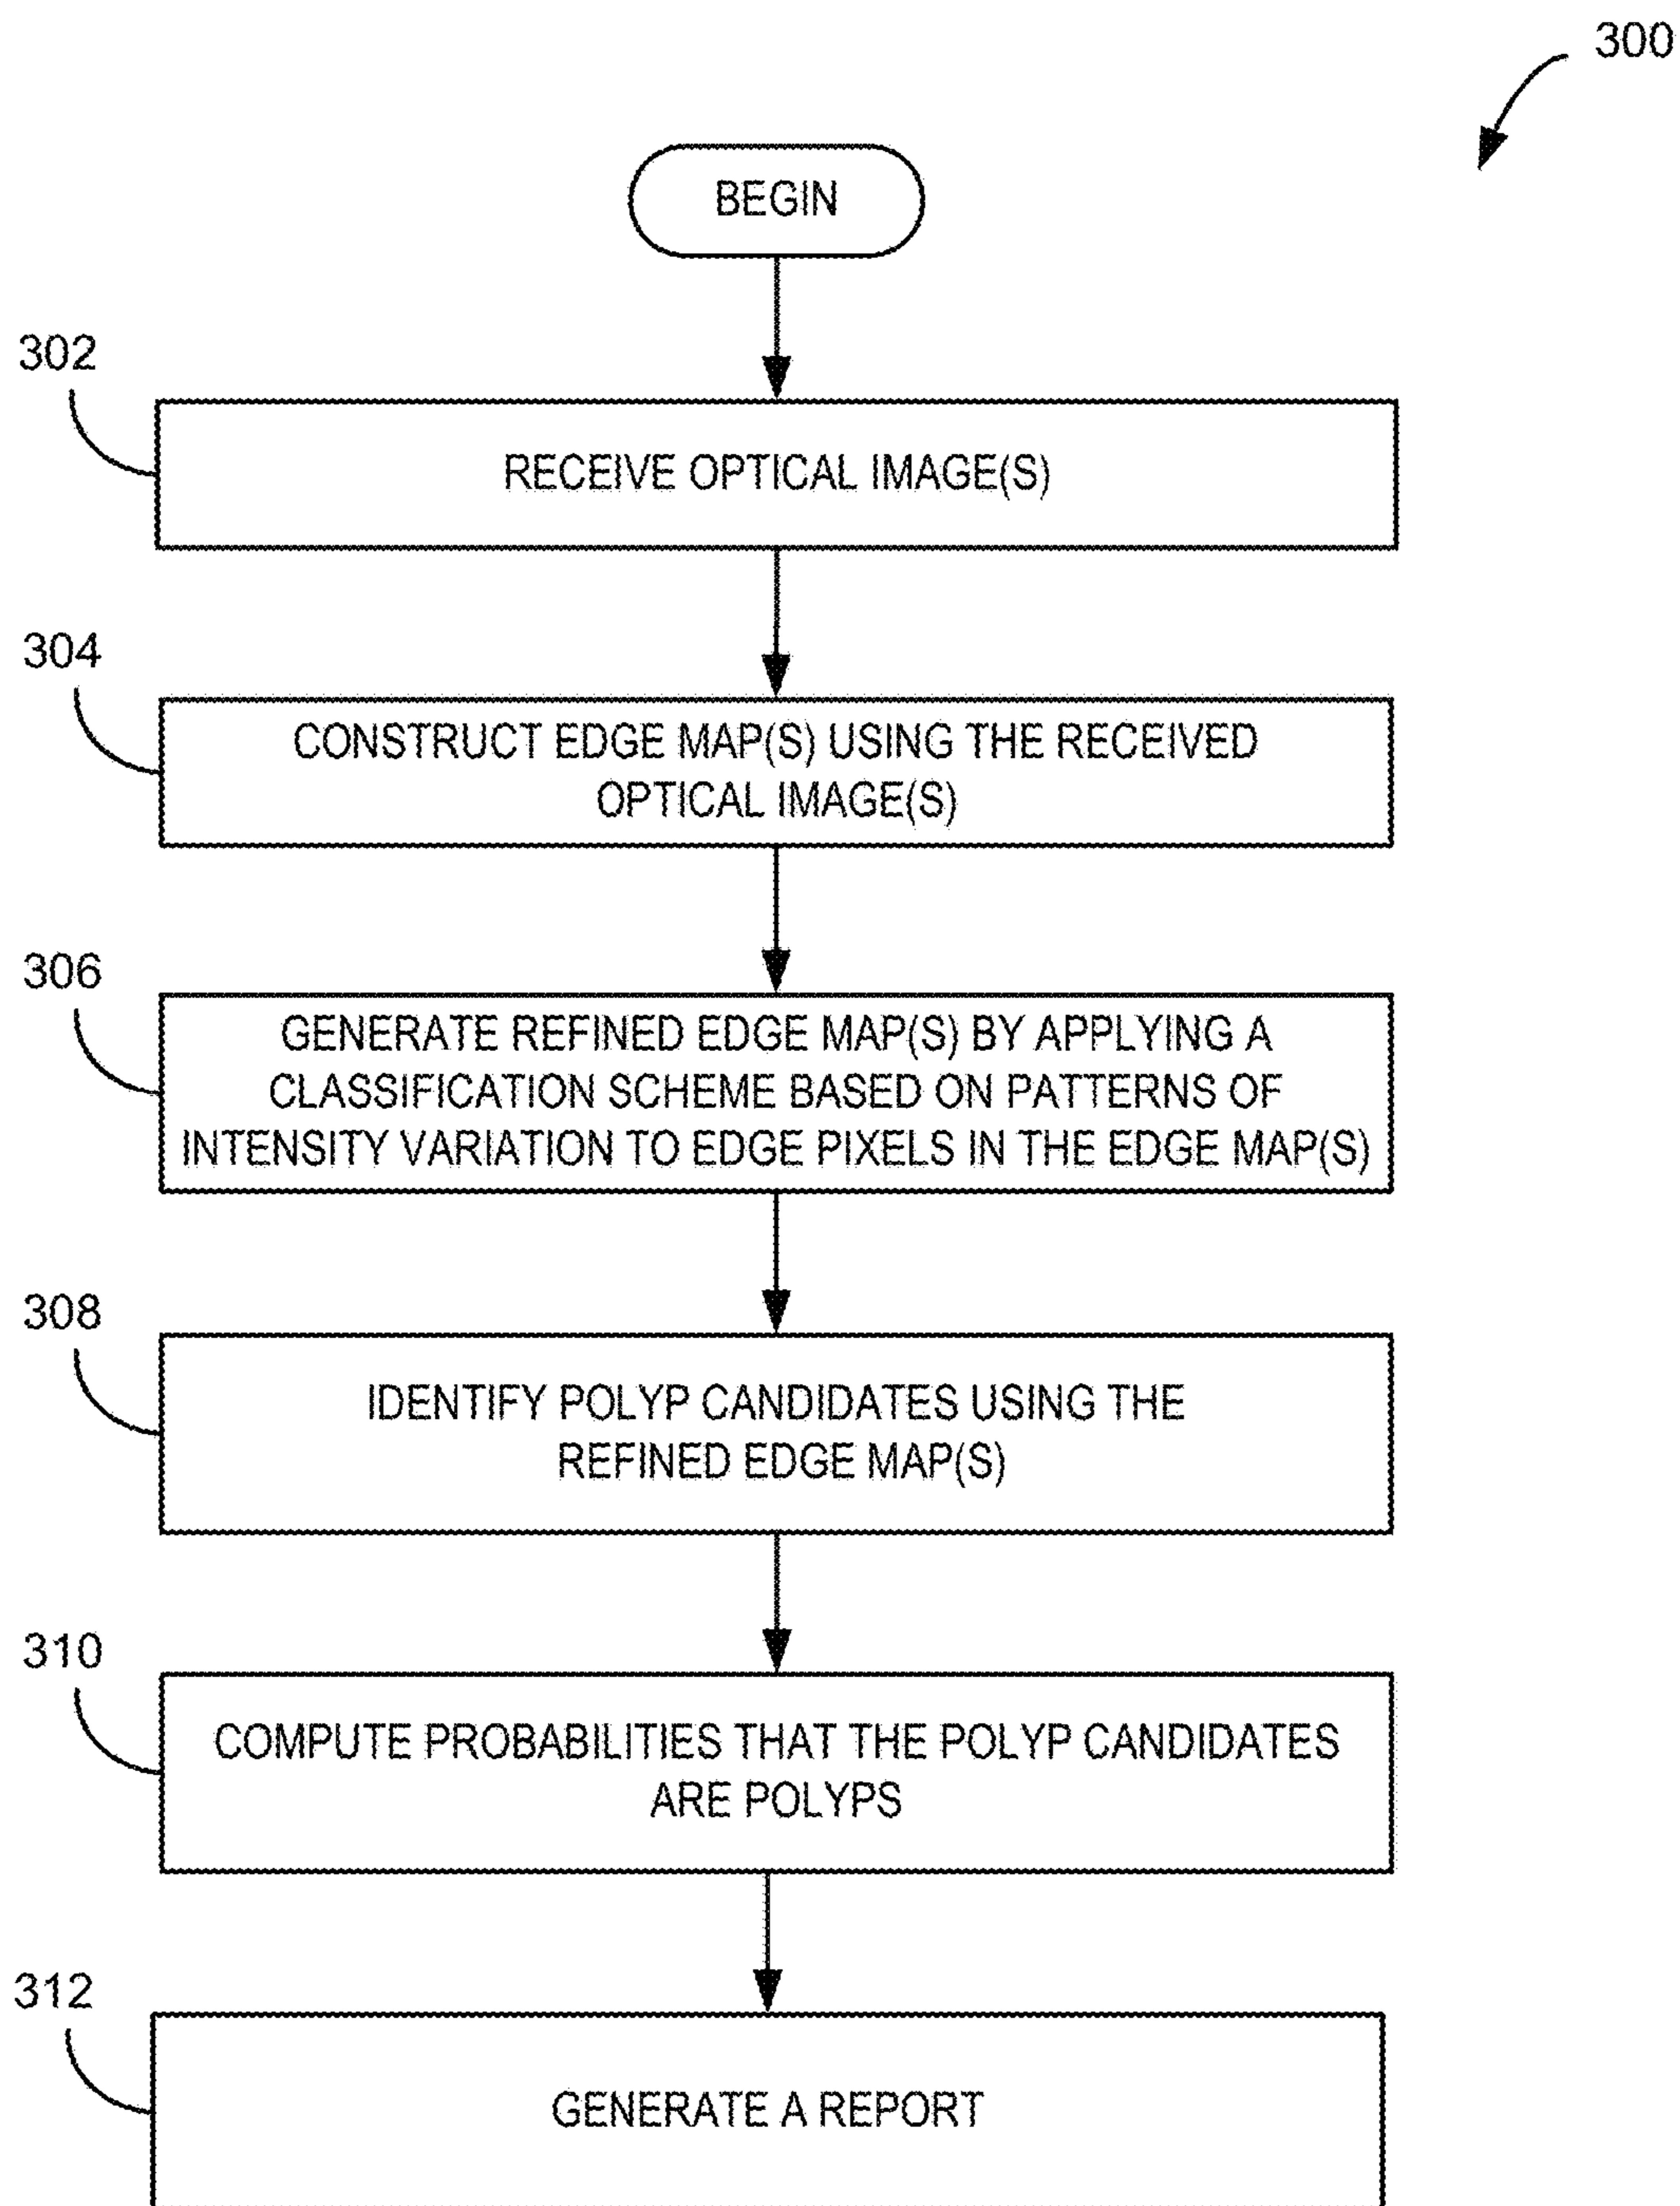 300
BEGIN
302
RECEIVE OPTICAL IMAGE(S)
304
CONSTRUCT EDGE MAP(S) USING THE RECEIVED
OPTICAL IMAGE(S)
306
GENERATE REFINED EDGE MAP(S) BY APPLYING A
CLASSIFICATION SCHEME BASED ON PATTERNS OF
INTENSITY VARIATION TO EDGE PIXELS IN THE EDGE MAP(S)
308
IDENTIFY POLYP CANDIDATES USING THE
REFINED EDGE MAP(S)
310
COMPUTE PROBABILITIES THAT THE POLYP CANDIDATES
ARE POLYPS
312
GENERATE A REPORT